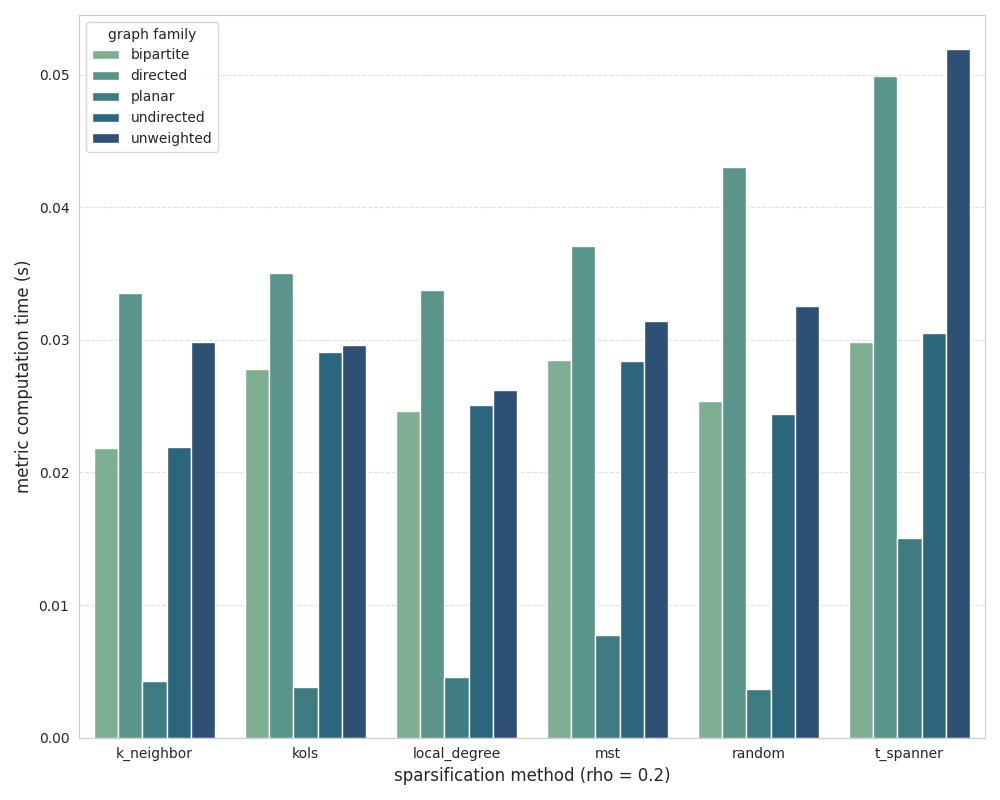 graph family
bipartite
directed
planar
undirected
unweighted
metric computation time (s)
0.05
0.04
0.03
0.02
0.01
0.00
k_neighbor kols local_degree mst random t_spanner
sparsification method (rho = 0.2)